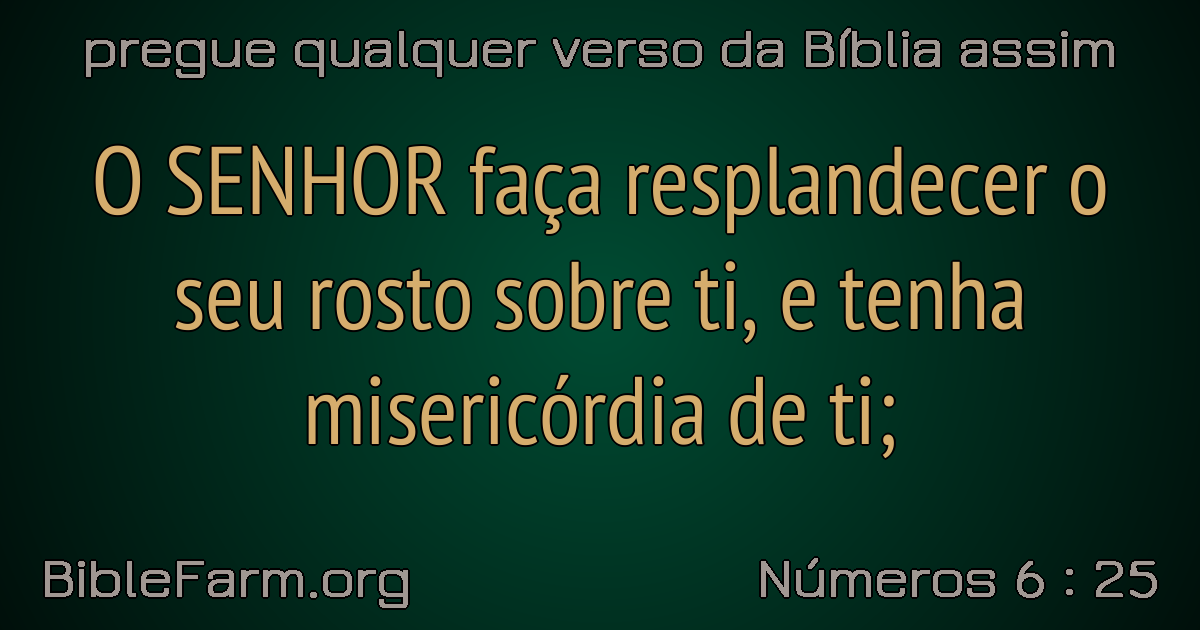 pregue qualquer verso da Bíblia assim
O SENHOR faça resplandecer o
seu rosto sobre ti, e tenha
misericórdia de ti;
BibleFarm.org
Números 6 : 25